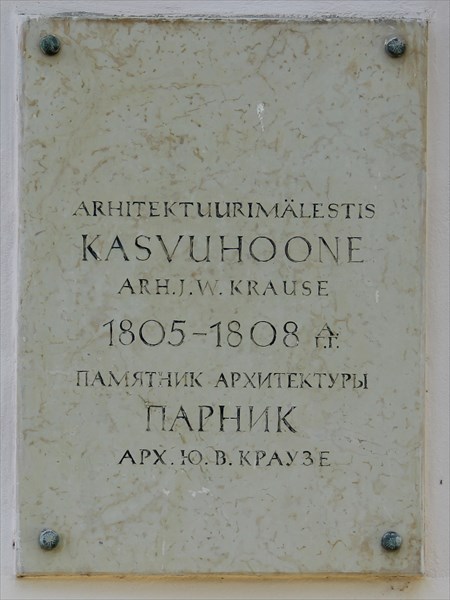 ARHITEKTUURIMÄLESTIS
KASVUHOONE
ARH. J. W. KRAUSE
1805-1808 A. Г.Г.
ПАМЯТНИК АРХИТЕКТУРЫ
ПАРНИК
АРХ. Ю. В. КРАУЗЕ